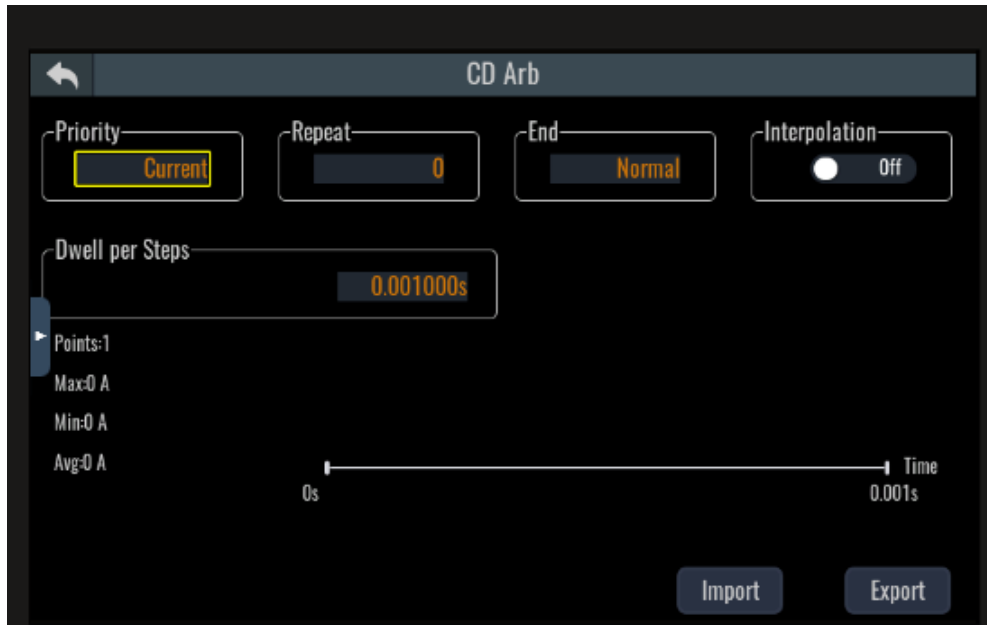 CD Arb
Priority
Repeat
End
Interpolation
Current
0
Normal
Off
Dwell per Steps
0.001000s
Points:1
Max:0 A
Min:0 A
Avg:0 A
Time
0s
0.001s
Import
Export